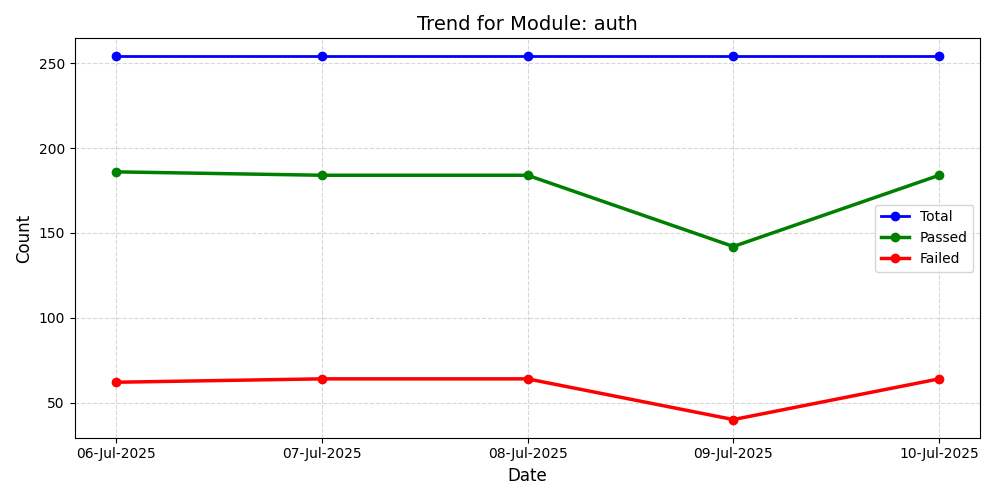 Trend for Module: auth
250
200
150
100
50
Count
Total
Passed
Failed
06-Jul-2025 07-Jul-2025 08-Jul-2025 09-Jul-2025 10-Jul-2025
Date